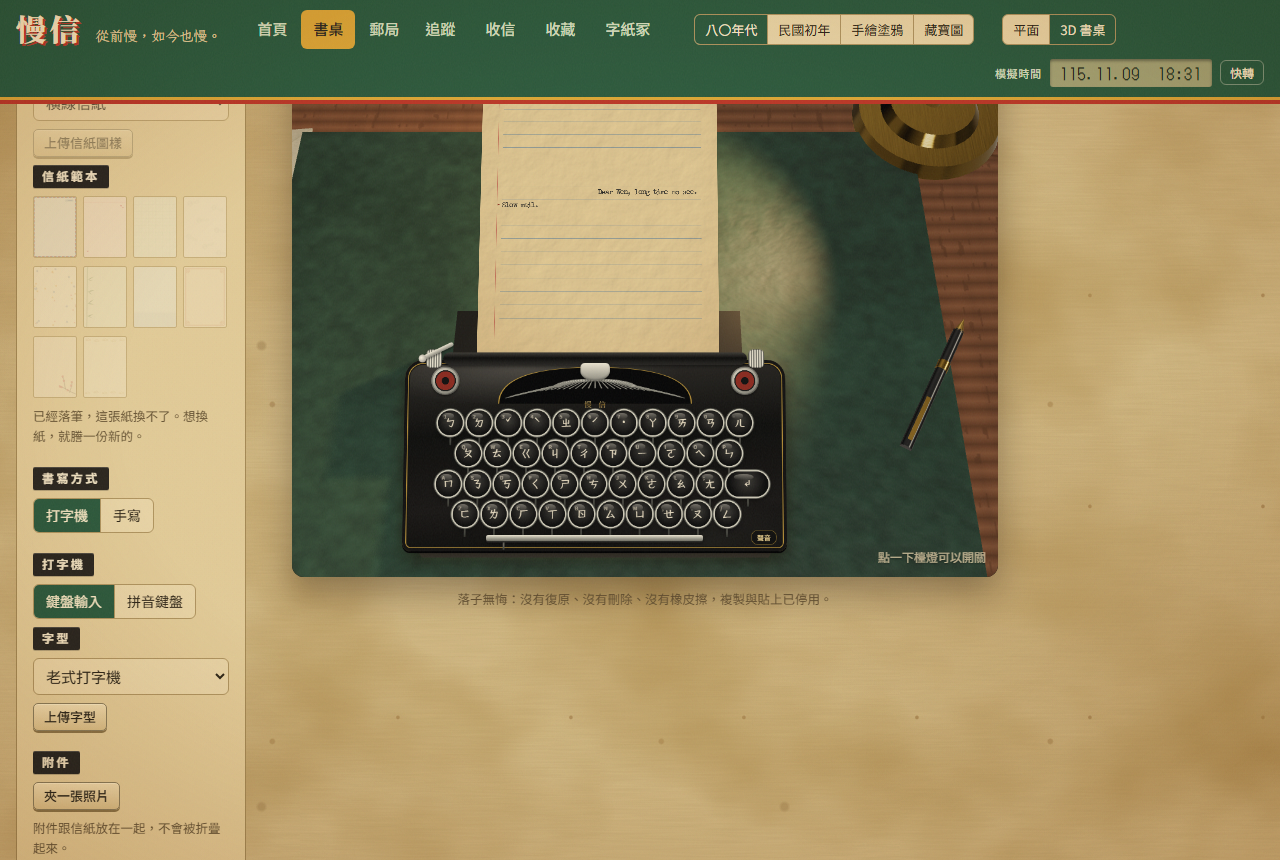 慢信
從前慢，如今也慢。
首頁
書桌
郵局
追蹤
收信
收藏
字紙冢
八〇年代
民國初年
手繪塗鴉
藏寶圖
平面
3D 書桌
模擬時間
115.11.09 18:31
快轉
橫線信紙
上傳信紙圖樣
信紙範本
已經落筆，這張紙換不了。想換
紙，就謄一份新的。
書寫方式
打字機
手寫
打字機
鍵盤輸入
拼音鍵盤
字型
老式打字機
上傳字型
附件
夾一張照片
附件跟信紙放在一起，不會被折疊
起來。
Dear Wen, long time no see.
- Slow mail.
慢信
ㄅ ㄉ ˇ ˋ ㄓ ˊ ˙ ㄚ ㄞ ㄢ ㄦ
ㄆ ㄊ ㄍ ㄐ ㄔ ㄗ ㄧ ㄛ ㄟ ㄣ
ㄇ ㄋ ㄎ ㄑ ㄕ ㄘ ㄨ ㄜ ㄠ ㄤ ↲
ㄈ ㄌ ㄏ ㄒ ㄖ ㄙ ㄩ ㄝ ㄡ ㄥ
聲音
點一下檯燈可以開關
落子無悔：沒有復原、沒有刪除、沒有橡皮擦，複製與貼上已停用。